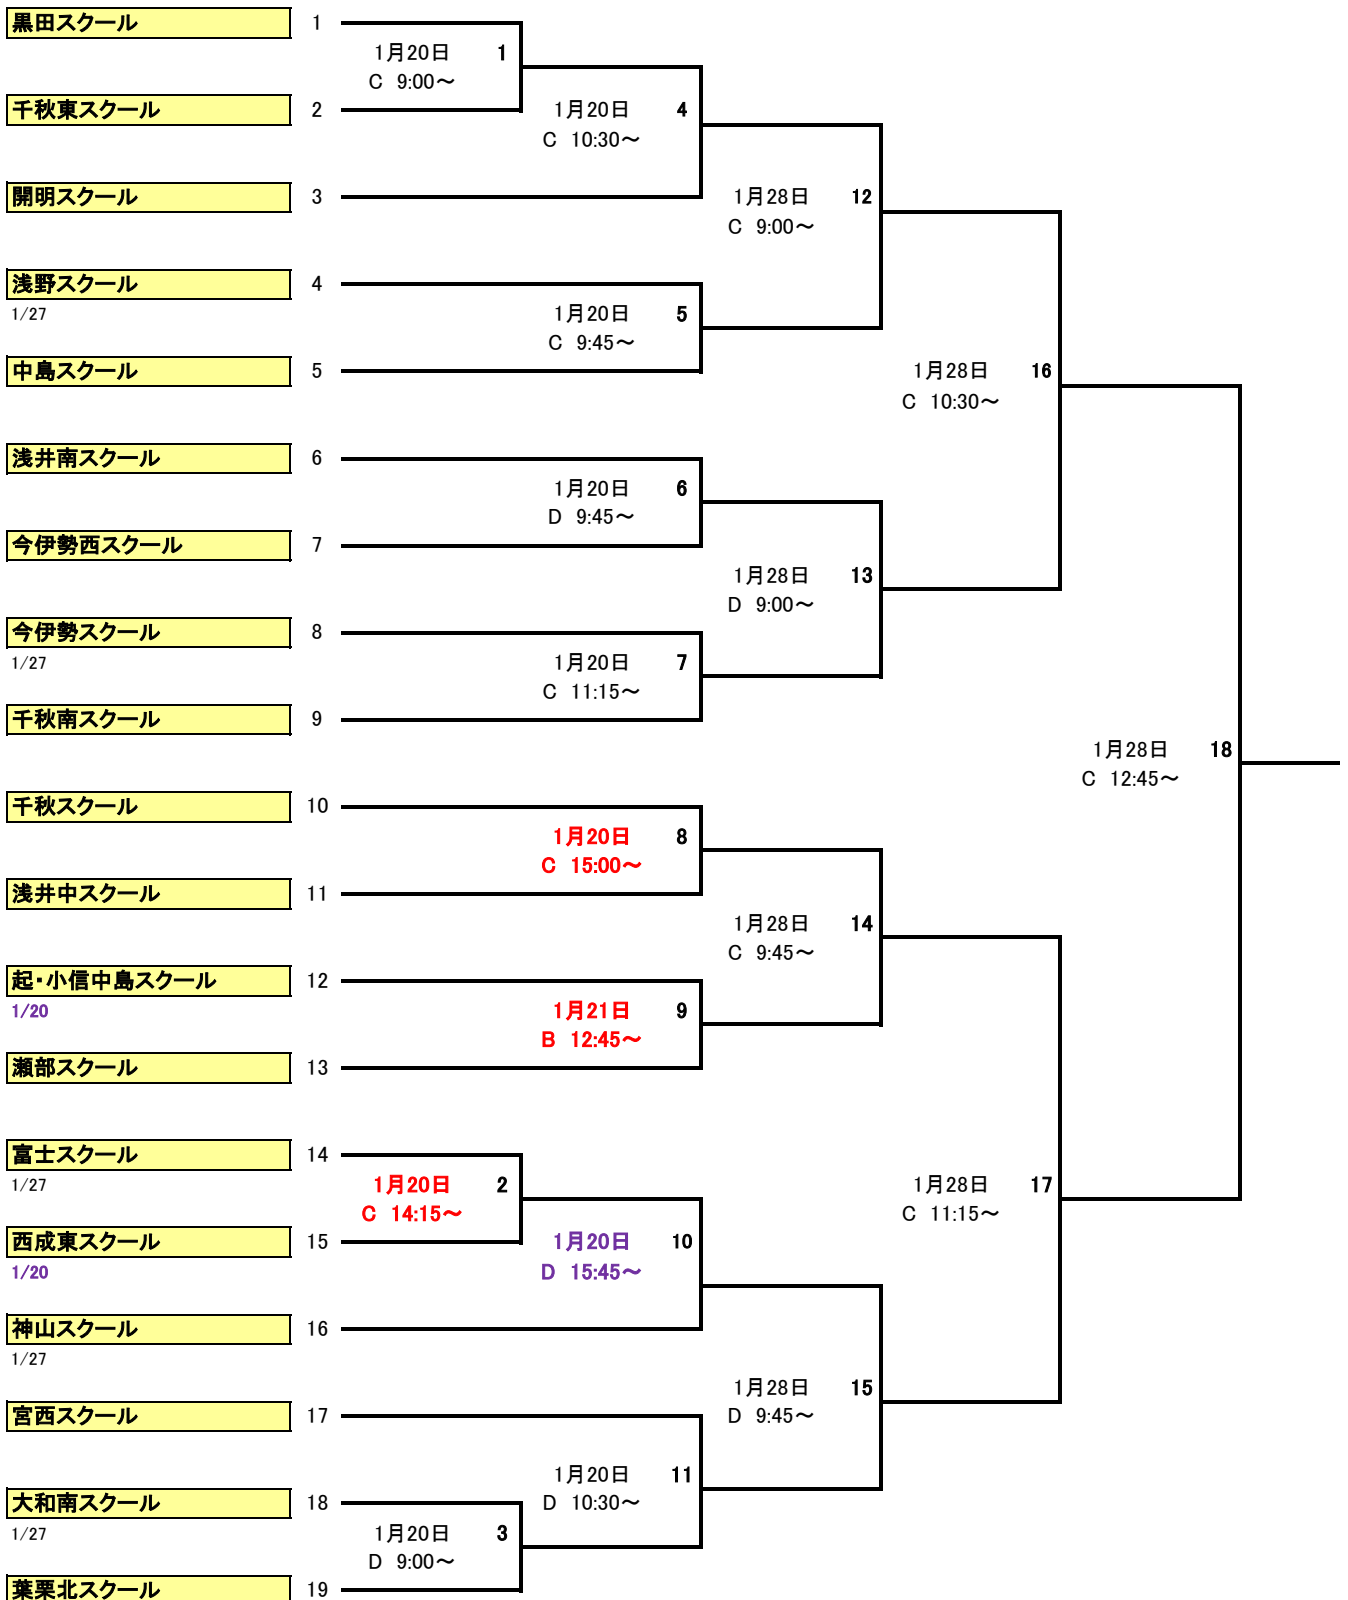 黒田スクール 1
1月20日 1
C 9:00～
千秋東スクール 2 1月20日 4
C 10:30～
開明スクール 3 1月28日 12
C 9:00～
浅野スクール 4
1/27 1月20日 5
C 9:45～
中島スクール 5 1月28日 16
C 10:30～
浅井南スクール 6
1月20日 6
D 9:45～
今伊勢西スクール 7
1月28日 13
D 9:00～
今伊勢スクール 8
1/27 1月20日 7
C 11:15～
千秋南スクール 9
1月28日 18
C 12:45～
千秋スクール 10
1月20日 8
C 15:00～
浅井中スクール 11
1月28日 14
C 9:45～
起・小信中島スクール 12
1/20 1月21日 9
B 12:45～
瀬部スクール 13
富士スクール 14
1/27 1月20日 2 1月28日 17
C 14:15～ C 11:15～
西成東スクール 15 1月20日 10
1/20 D 15:45～
神山スクール 16
1/27
1月28日 15
宮西スクール 17 D 9:45～
1月20日 11
大和南スクール 18 D 10:30～
1/27 1月20日 3
D 9:00～
葉栗北スクール 19